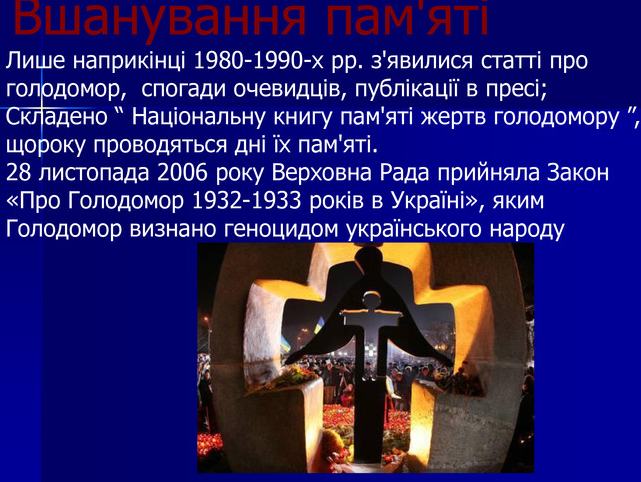 Вшанування пам'яті
Лише наприкінці 1980-1990-х рр. з'явилися статті про
голодомор,  спогади очевидців, публікації в пресі;
Складено “ Національну книгу пам'яті жертв голодомору ”,
щороку проводяться дні їх пам'яті.
28 листопада 2006 року Верховна Рада прийняла Закон
«Про Голодомор 1932-1933 років в Україні», яким
Голодомор визнано геноцидом українського народу